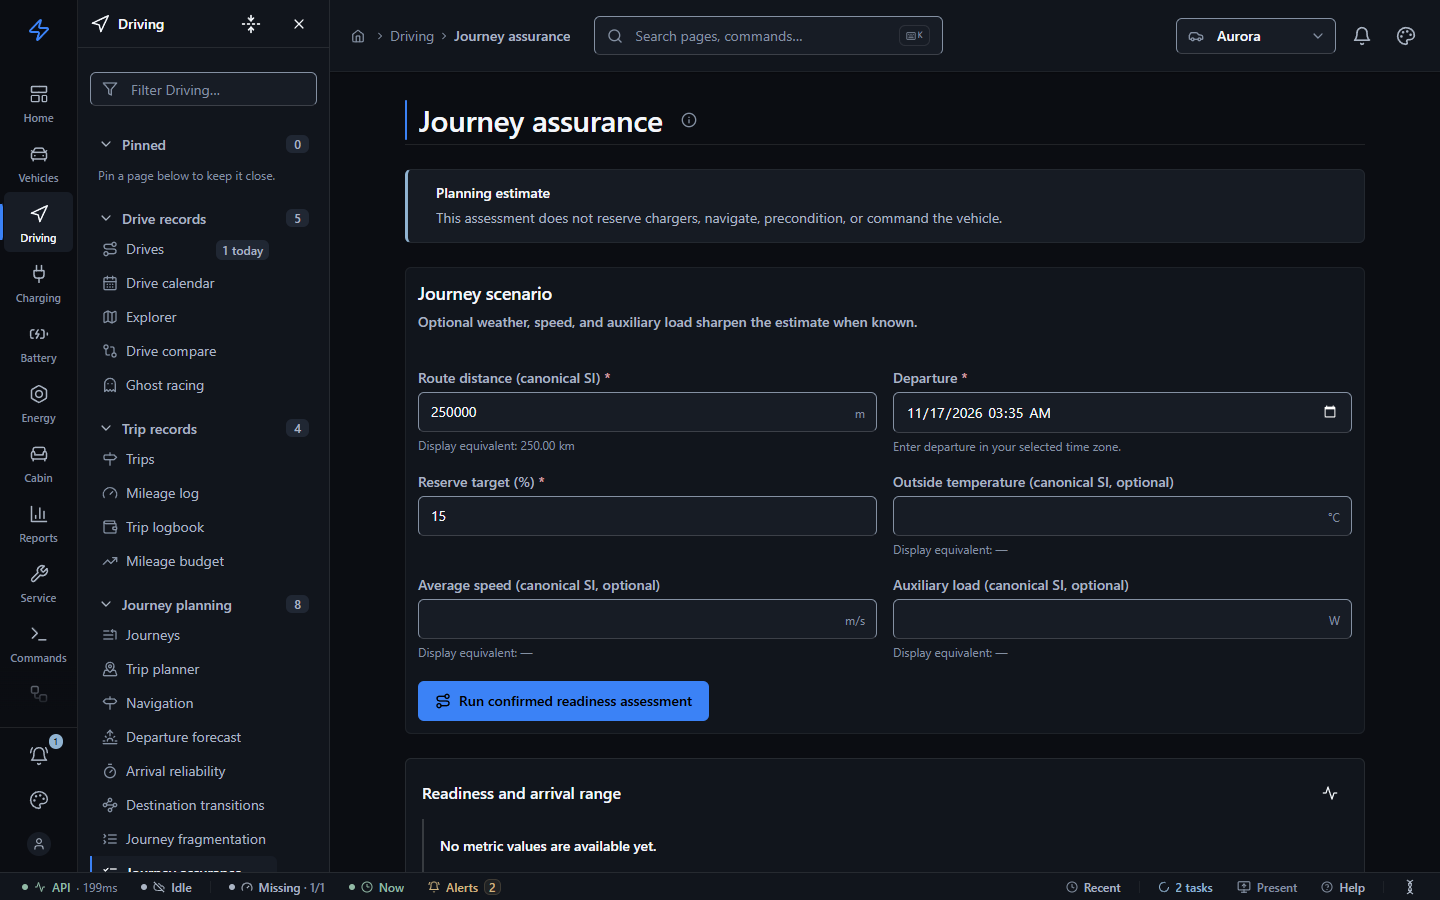 Home
Vehicles
Driving
Charging
Battery
Energy
Cabin
Reports
Service
Commands
1
Driving
Filter Driving...
Pinned 0
Pin a page below to keep it close.
Drive records 5
Drives 1 today
Drive calendar
Explorer
Drive compare
Ghost racing
Trip records 4
Trips
Mileage log
Trip logbook
Mileage budget
Journey planning 8
Journeys
Trip planner
Navigation
Departure forecast
Arrival reliability
Destination transitions
Journey fragmentation
Journey assurance
Driving Journey assurance
Search pages, commands... K
Aurora
Journey assurance
Planning estimate
This assessment does not reserve chargers, navigate, precondition, or command the vehicle.
Journey scenario
Optional weather, speed, and auxiliary load sharpen the estimate when known.
Route distance (canonical SI) *
250000 m
Display equivalent: 250.00 km
Departure *
11/17/2026 03:35 AM
Enter departure in your selected time zone.
Reserve target (%) *
15
Outside temperature (canonical SI, optional)
°C
Display equivalent: —
Average speed (canonical SI, optional)
m/s
Display equivalent: —
Auxiliary load (canonical SI, optional)
W
Display equivalent: —
Run confirmed readiness assessment
Readiness and arrival range
No metric values are available yet.
API · 199ms Idle Missing · 1/1 Now Alerts 2 Recent 2 tasks Present Help